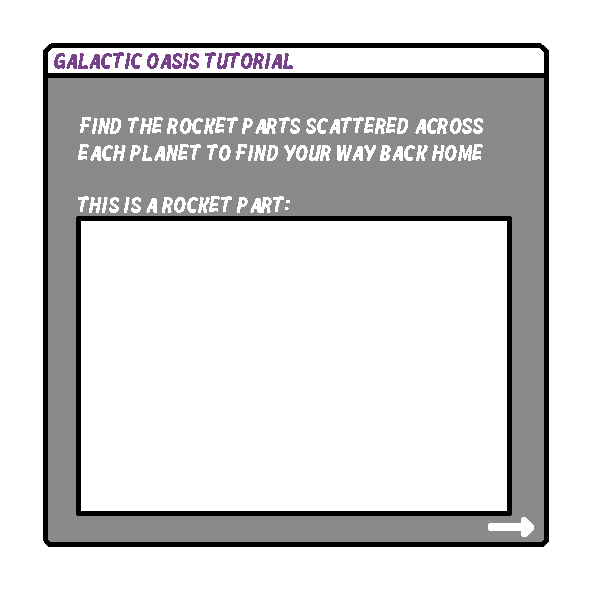 GALACTIC OASIS TUTORIAL
FIND THE ROCKET PARTS SCATTERED ACROSS
EACH PLANET TO FIND YOUR WAY BACK HOME
THIS IS A ROCKET PART: